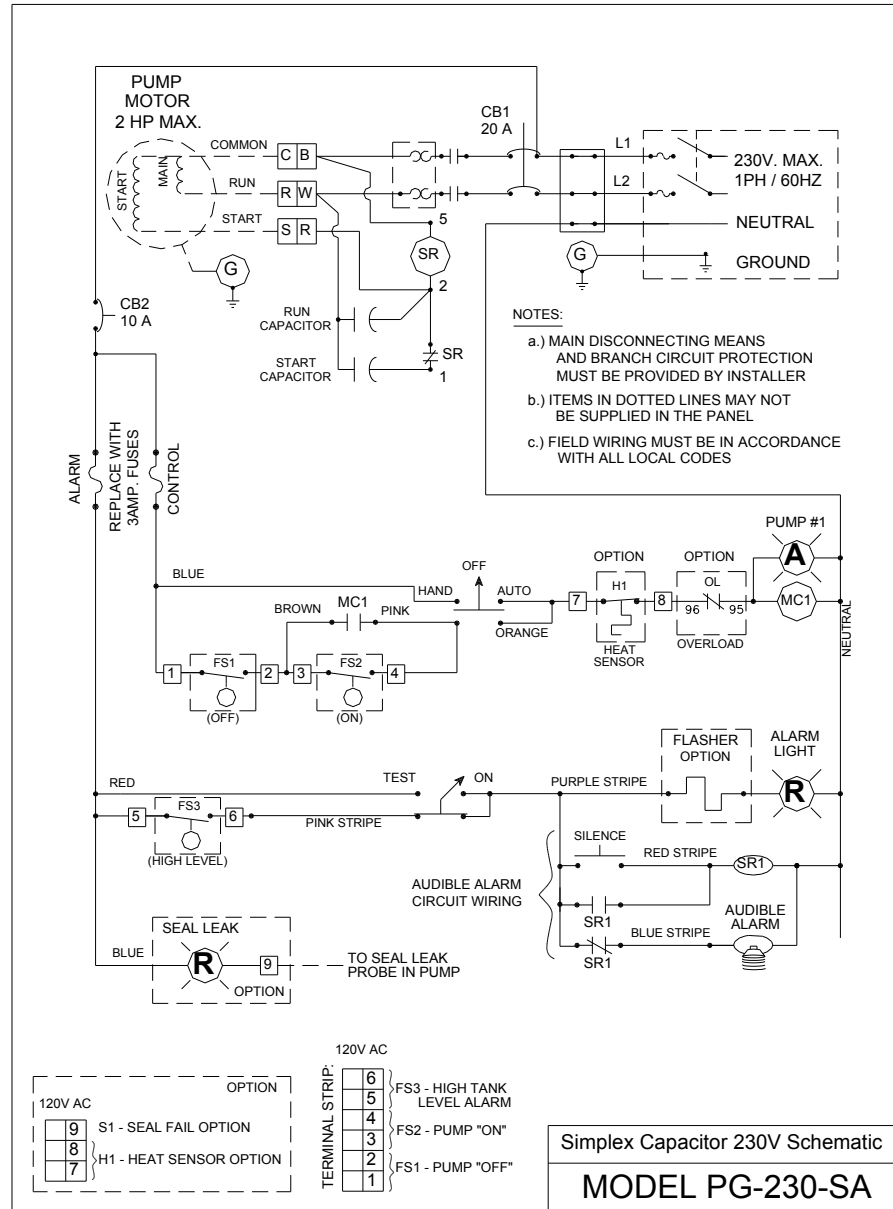 PUMP
MOTOR
2 HP MAX.
COMMON
C B
RUN
R W
START
S R
START
MAIN
G
CB1
20 A
L1
L2
230V. MAX.
1PH / 60HZ
NEUTRAL
GROUND
G
5
SR
2
SR
1
RUN
CAPACITOR
START
CAPACITOR
CB2
10 A
NOTES:
a.) MAIN DISCONNECTING MEANS
AND BRANCH CIRCUIT PROTECTION
MUST BE PROVIDED BY INSTALLER
b.) ITEMS IN DOTTED LINES MAY NOT
BE SUPPLIED IN THE PANEL
c.) FIELD WIRING MUST BE IN ACCORDANCE
WITH ALL LOCAL CODES
ALARM
REPLACE WITH
3AMP. FUSES
CONTROL
BLUE
HAND
OFF
AUTO
ORANGE
BROWN
MC1
PINK
1
FS1
(OFF)
2
3
FS2
(ON)
4
7
OPTION
H1
HEAT
SENSOR
8
OPTION
OL
96
95
OVERLOAD
PUMP #1
A
MC1
NEUTRAL
RED
TEST
ON
5
FS3
6
(HIGH LEVEL)
PINK STRIPE
PURPLE STRIPE
FLASHER
OPTION
ALARM
LIGHT
R
SILENCE
RED STRIPE
SR1
AUDIBLE ALARM
CIRCUIT WIRING
SR1
BLUE STRIPE
SR1
AUDIBLE
ALARM
SEAL LEAK
BLUE
R
9
OPTION
TO SEAL LEAK
PROBE IN PUMP
OPTION
120V AC
9 S1 - SEAL FAIL OPTION
8
7
H1 - HEAT SENSOR OPTION
120V AC
TERMINAL STRIP:
6
5
FS3 - HIGH TANK
LEVEL ALARM
4
3
FS2 - PUMP "ON"
2
1
FS1 - PUMP "OFF"
Simplex Capacitor 230V Schematic
MODEL PG-230-SA